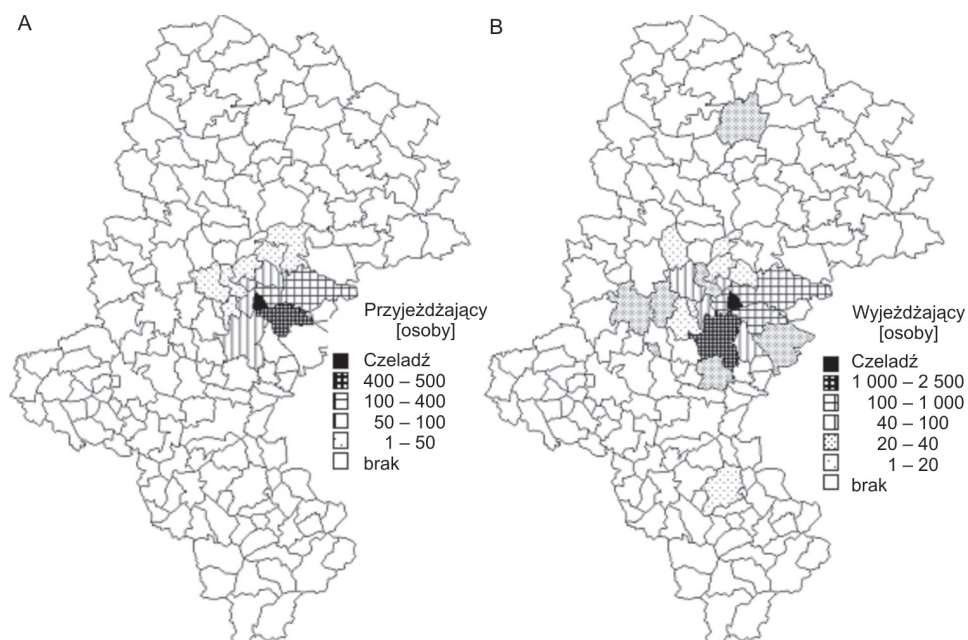 A
Przyjeżdżający
[osoby]
Czeladź
400 – 500
100 – 400
50 – 100
1 – 50
brak
B
Wyjeżdżający
[osoby]
Czeladź
1 000 – 2 500
100 – 1 000
40 – 100
20 – 40
1 – 20
brak